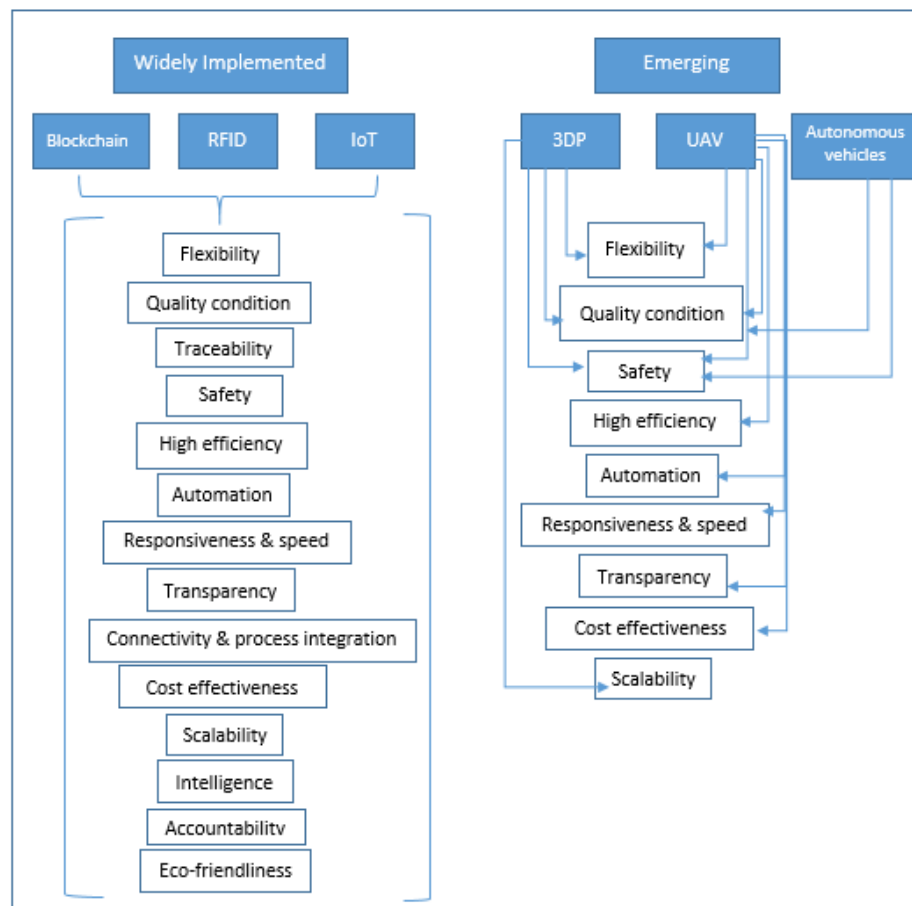 Widely Implemented
Emerging
Blockchain
RFID
IoT
3DP
UAV
Autonomous
vehicles
Flexibility
Quality condition
Traceability
Safety
High efficiency
Automation
Responsiveness & speed
Transparency
Connectivity & process integration
Cost effectiveness
Scalability
Intelligence
Accountability
Eco-friendliness
Flexibility
Quality condition
Safety
High efficiency
Automation
Responsiveness & speed
Transparency
Cost effectiveness
Scalability